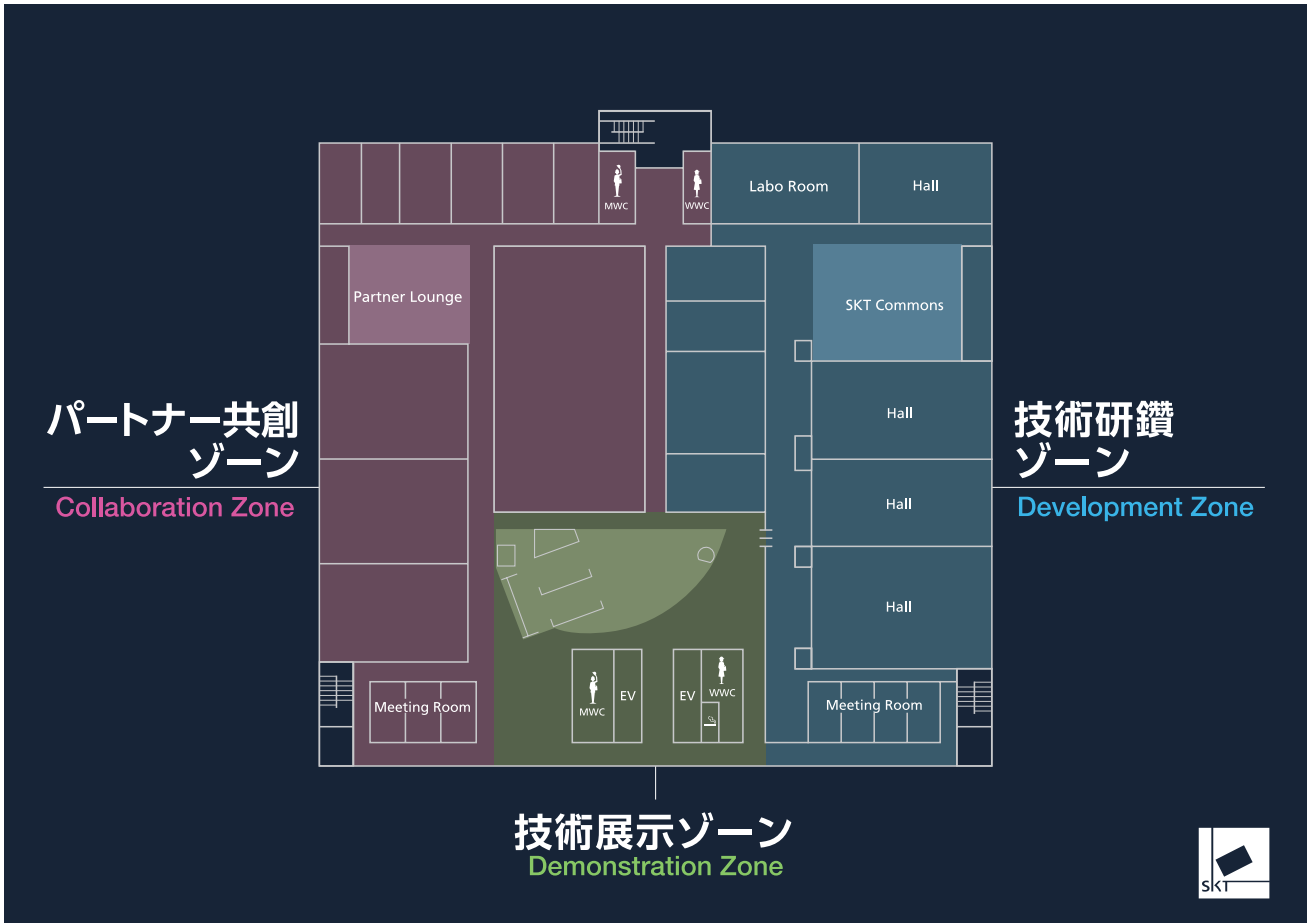 MWC
WWC
Labo Room
Hall
Partner Lounge
SKT Commons
パートナー共創
ゾーン
Collaboration Zone
Hall
技術研鑽
ゾーン
Development Zone
Hall
Hall
Meeting Room
MWC
EV
EV
WWC
Meeting Room
技術展示ゾーン
Demonstration Zone
SKT